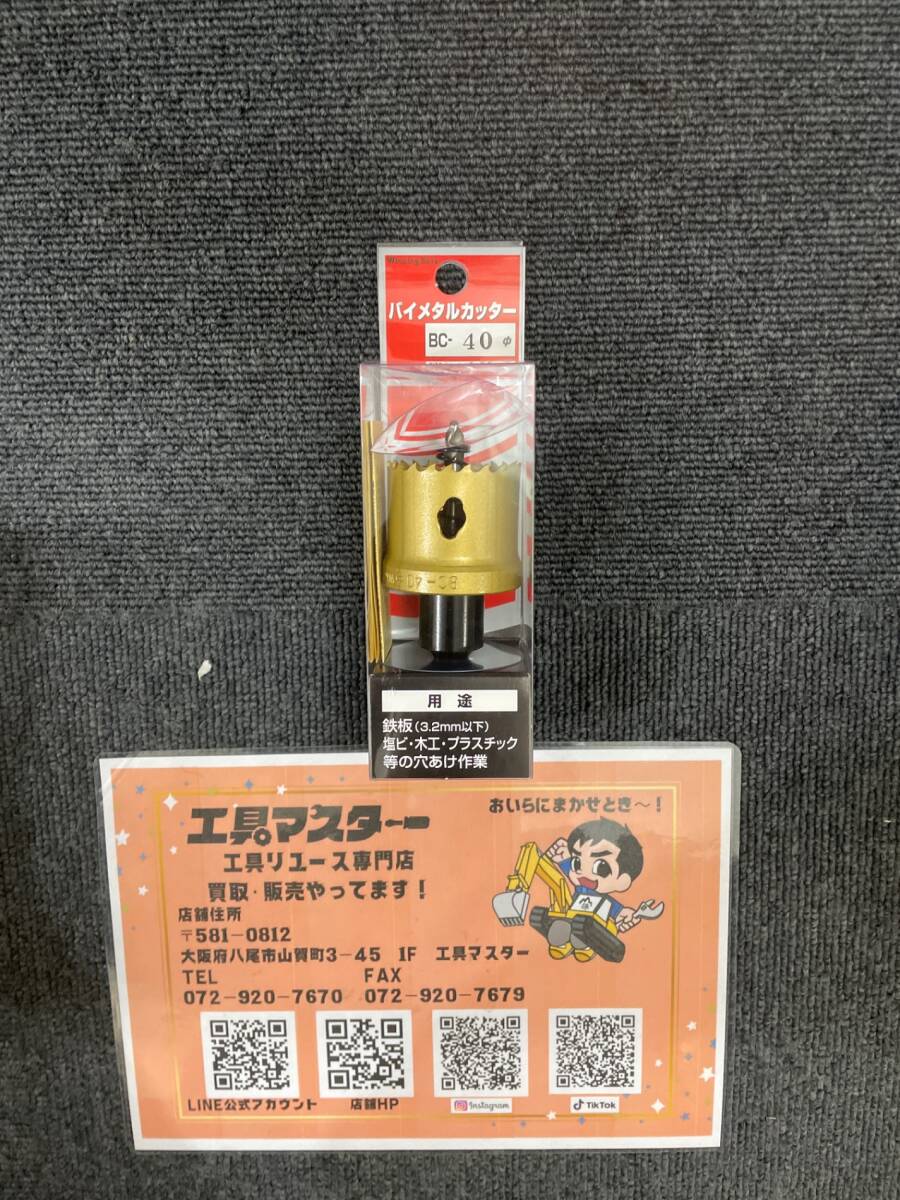 バイメタルカッター
BC- 40 φ
BC-40
用 途
鉄板(3.2mm以下)
塩ビ・木工・プラスチック
等の穴あけ作業
おいらにまかせとき〜!
工具マスター
工具リユース専門店
買取・販売やってます!
店舗住所
〒581-0812
大阪府八尾市山賀町3-45 1F 工具マスター
TEL FAX
072-920-7670 072-920-7679
LINE公式アカウント 店舗HP Instagram TikTok